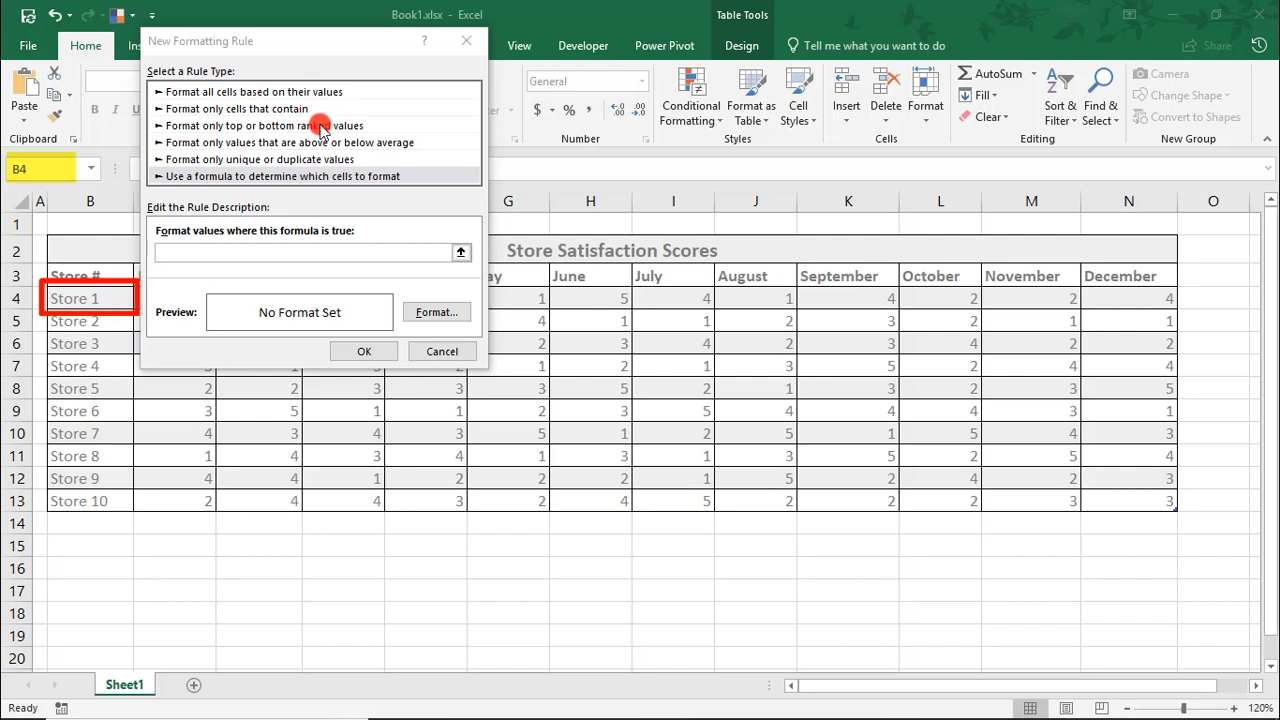 Book1.xlsx - Excel
Table Tools
File Home In View Developer Power Pivot Design Tell me what you want to do Share
New Formatting Rule ? ×
Select a Rule Type:
► Format all cells based on their values
► Format only cells that contain
► Format only top or bottom ranked values
► Format only values that are above or below average
► Format only unique or duplicate values
► Use a formula to determine which cells to format
Edit the Rule Description:
Format values where this formula is true:
Preview: No Format Set Format...
OK Cancel
Paste
B I
Clipboard
General
$ % ,
Number
Conditional Formatting
Format as Table
Cell Styles
Styles
Insert Delete Format
Cells
AutoSum
Clear
Sort & Filter
Find & Select
Editing
Camera
Convert to Shapes
New Group
B4
A B G H I J K L M N O
1
2 Store Satisfaction Scores
3 Store # ay June July August September October November December
4 Store 1 1 5 4 1 4 2 2 4
5 Store 2 4 1 1 2 3 2 1 1
6 Store 3 2 3 4 2 3 4 2 2
7 Store 4 1 2 1 3 5 2 4 4
8 Store 5 2 2 3 3 3 5 2 1 3 2 3 5
9 Store 6 3 5 1 1 2 3 5 4 4 4 3 1
10 Store 7 4 3 4 3 5 1 2 5 1 5 4 3
11 Store 8 1 4 3 4 1 3 1 2 5 2 5 4
12 Store 9 4 4 1 2 2 2 1 5 2 4 2 3
13 Store 10 2 4 4 3 2 4 5 2 2 2 3 3
14
15
16
17
18
19
20
Sheet1
Ready 120%